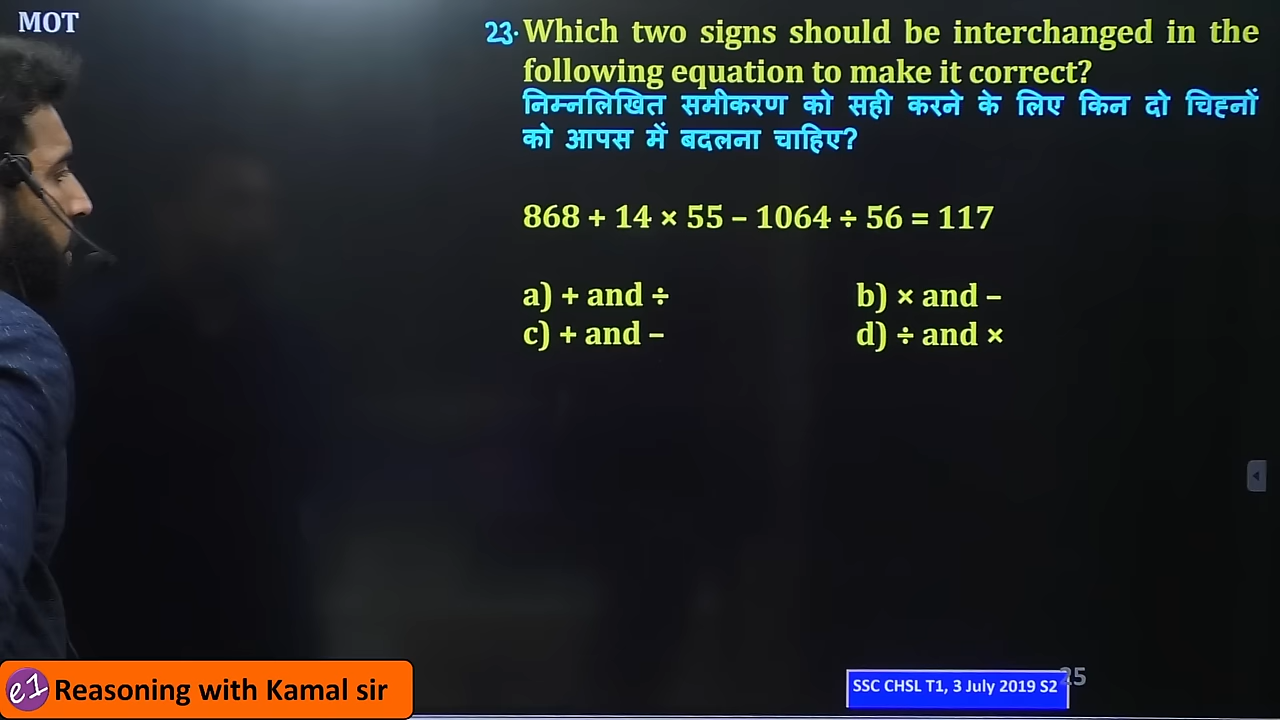 MOT
23. Which two signs should be interchanged in the
following equation to make it correct?
निम्नलिखित समीकरण को सही करने के लिए किन दो चिह्नों
को आपस में बदलना चाहिए?
868 + 14 × 55 – 1064 ÷ 56 = 117
a) + and ÷
b) × and –
c) + and –
d) ÷ and ×
e1 Reasoning with Kamal sir
SSC CHSL T1, 3 July 2019 S2
25